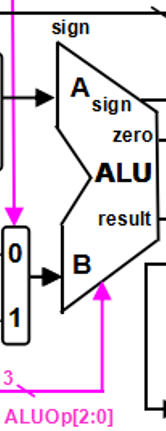 sign
A
sign
zero
ALU
result
0
B
1
3
ALUOp[2:0]